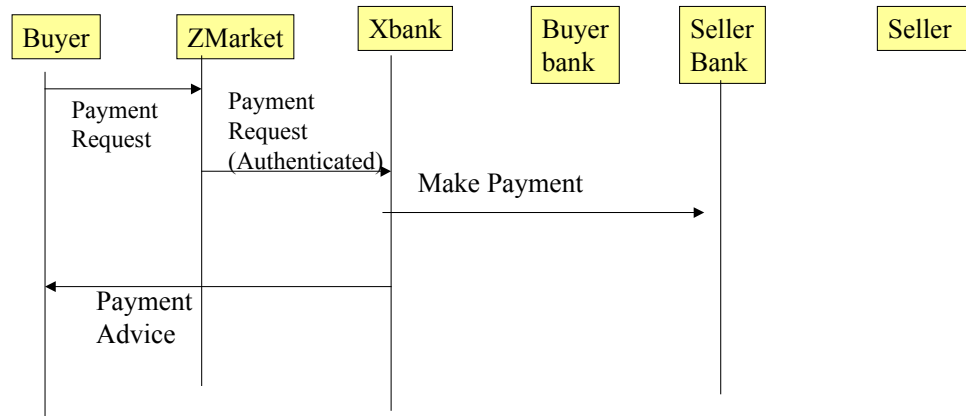 Buyer
ZMarket
Xbank
Buyer
bank
Seller
Bank
Seller
Payment
Request
Payment
Request
(Authenticated)
Make Payment
Payment
Advice